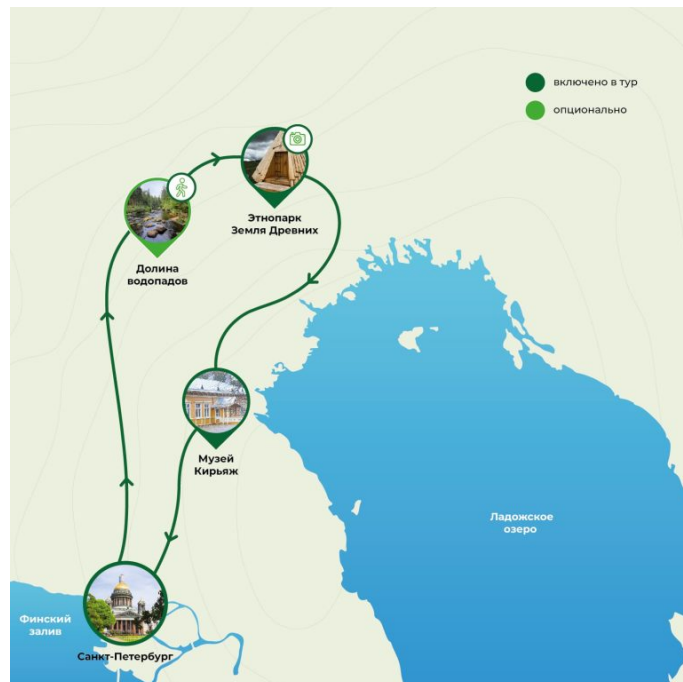 включено в тур
опционально
Этнопарк
Земля Древних
Долина
водопадов
Музей
Кирьяж
Ладожское
озеро
Финский
залив
Санкт-Петербург